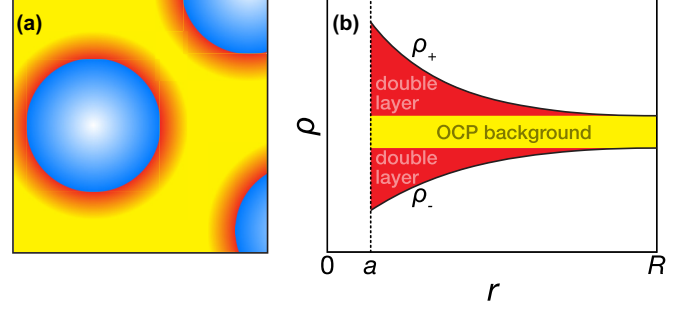 (a)
(b)
ρ+
double
layer
OCP background
double
layer
ρ-
ρ
0
a
R
r